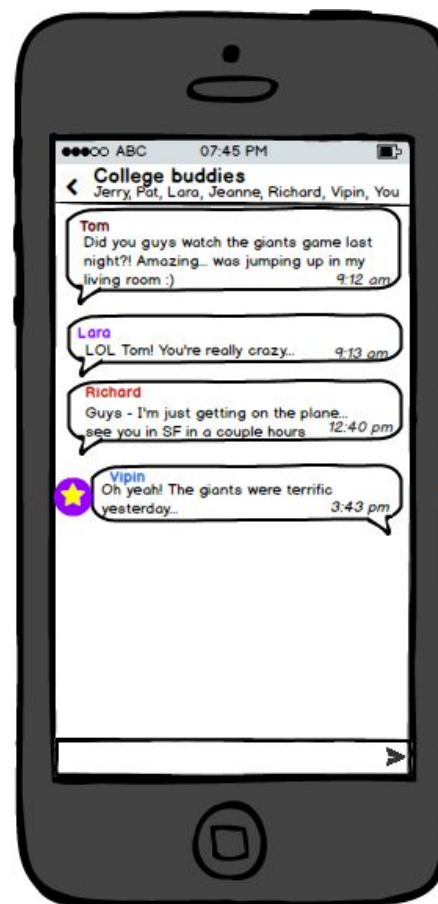 ABC 07:45 PM
College buddies
Jerry, Pat, Lara, Jeanne, Richard, Vipin, You
Tom
Did you guys watch the giants game last
night?! Amazing... was jumping up in my
living room :) 9:12 am
Lara
LOL Tom! You're really crazy... 9:13 am
Richard
Guys - I'm just getting on the plane...
see you in SF in a couple hours 12:40 pm
Vipin
Oh yeah! The giants were terrific
yesterday... 3:43 pm